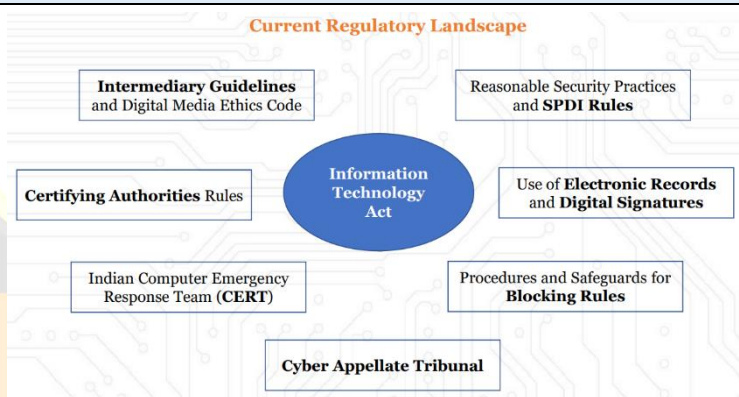 Current Regulatory Landscape
Intermediary Guidelines
and Digital Media Ethics Code
Reasonable Security Practices
and SPDI Rules
Information
Technology
Act
Certifying Authorities Rules
Use of Electronic Records
and Digital Signatures
Indian Computer Emergency
Response Team (CERT)
Procedures and Safeguards for
Blocking Rules
Cyber Appellate Tribunal